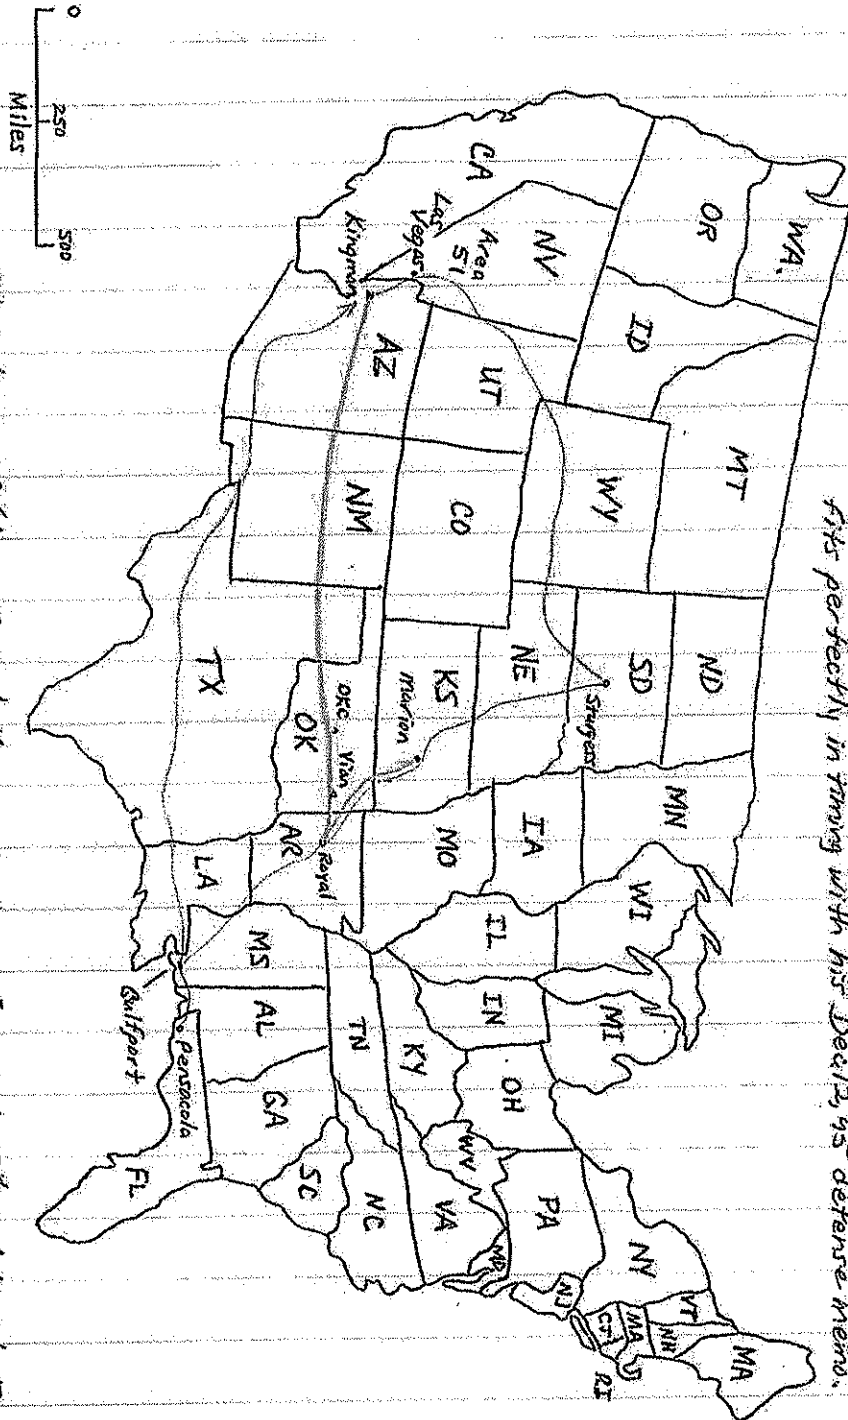 fits perfectly in timing with his Dec 12, 95 defense memo.
WA.
OR
ID
MT
ND
MN
WI
MI
NY
VT
NH
MA
MA
CT
RI
NJ
PA
NV
UT
WY
SD
Sturgess
NE
IA
IL
IN
OH
WV
MD
VA
CA
Area
51
Las
Vegas
Kingman
AZ
CO
NM
KS
Marion
MO
KY
TN
NC
SC
OKC
Vian
OK
TX
AR
Royal
LA
MS
AL
GA
FL
Gulfport
Pensacola
0
250
500
Miles